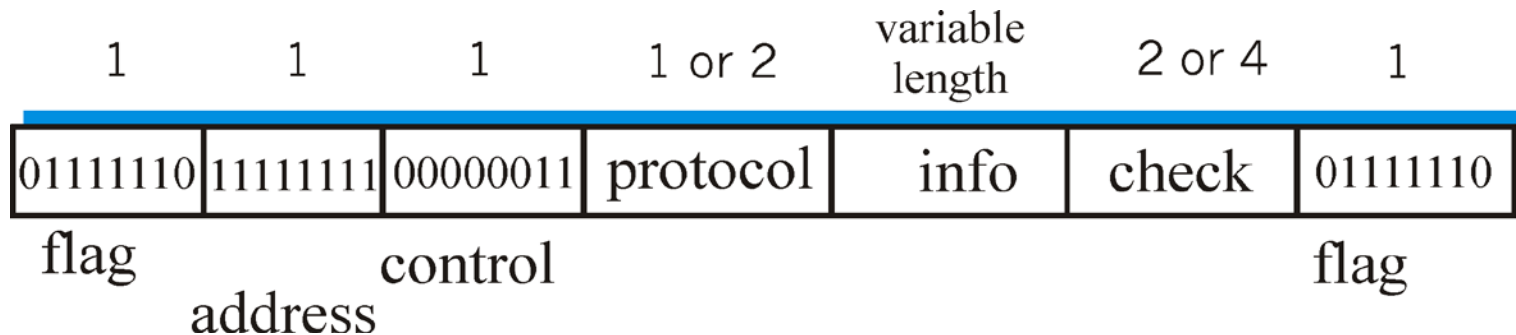 1 1 1 1 or 2 variable length 2 or 4 1
01111110 11111111 00000011 protocol info check 01111110
flag address control flag